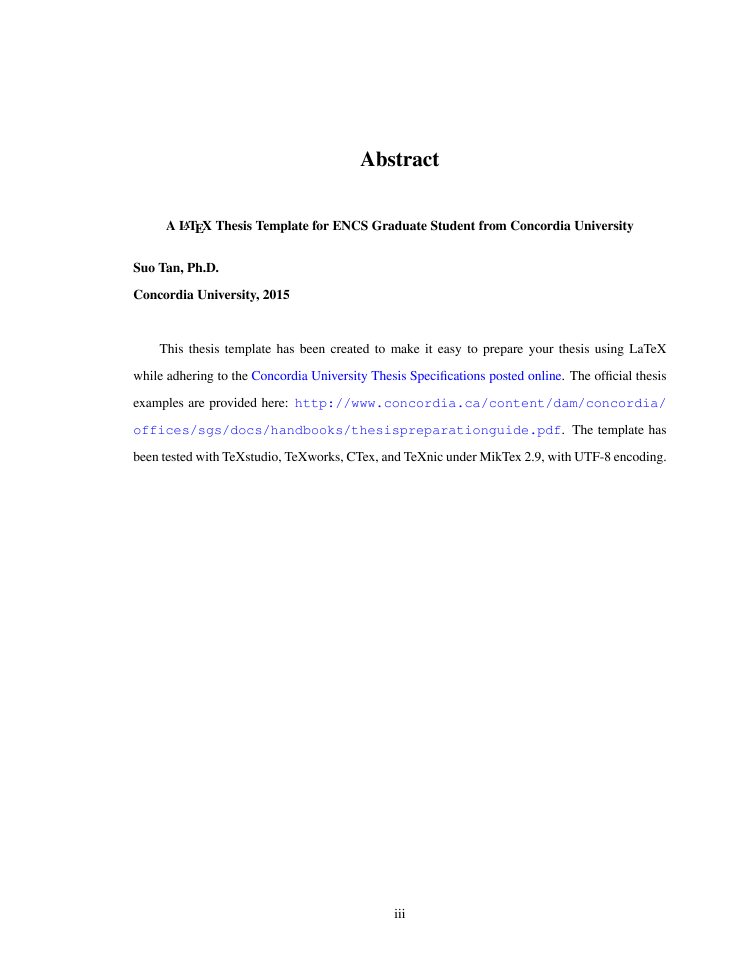 Abstract
A LATEX Thesis Template for ENCS Graduate Student from Concordia University
Suo Tan, Ph.D.
Concordia University, 2015
This thesis template has been created to make it easy to prepare your thesis using LaTeX
while adhering to the Concordia University Thesis Specifications posted online. The official thesis
examples are provided here: http://www.concordia.ca/content/dam/concordia/
offices/sgs/docs/handbooks/thesispreparationguide.pdf. The template has
been tested with TeXstudio, TeXworks, CTex, and TeXnic under MikTex 2.9, with UTF-8 encoding.
iii